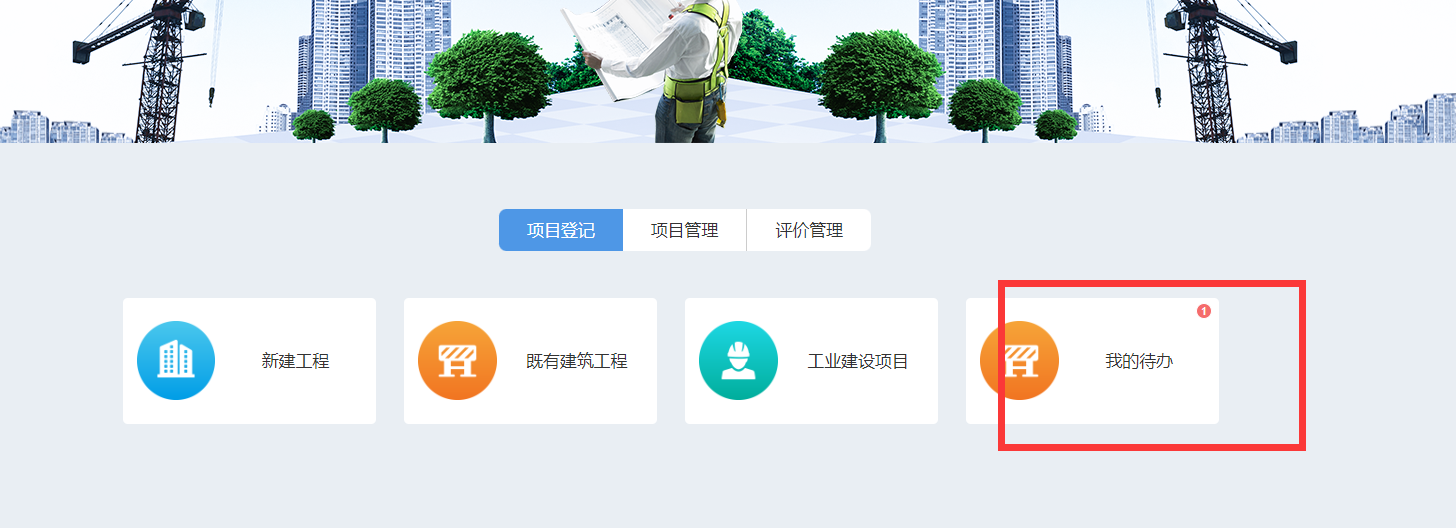 项目登记
项目管理
评价管理
新建工程
既有建筑工程
工业建设项目
我的待办
1